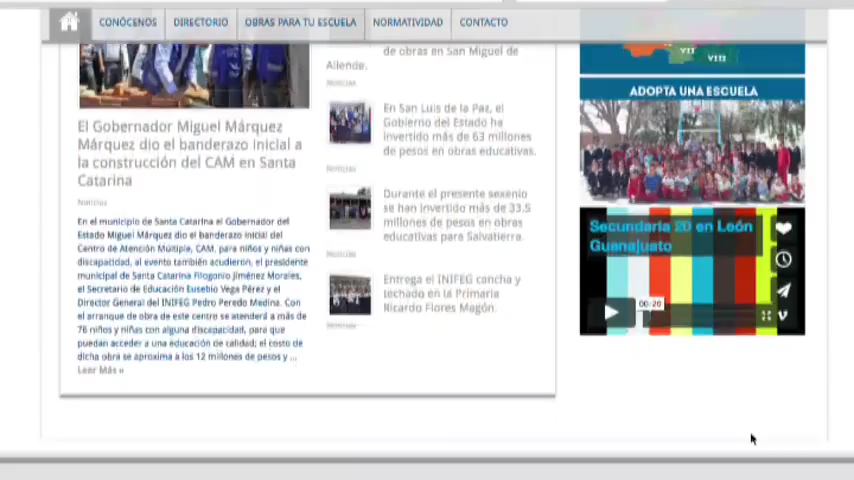 CONÓCENOS
DIRECTORIO
OBRAS PARA TU ESCUELA
NORMATIVIDAD
CONTACTO
El Gobernador Miguel Márquez
Márquez dio el banderazo inicial a
la construcción del CAM en Santa
Catarina
Noticias
En el municipio de Santa Catarina el Gobernador del
Estado Miguel Márquez dio el banderazo inicial del
Centro de Atención Múltiple, CAM, para niños y niñas con
discapacidad, al evento también acudieron, el presidente
municipal de Santa Catarina Filogonio Jiménez Morales,
el Secretario de Educación Eusebio Vega Pérez y el
Director General del INIFEG Pedro Peredo Medina. Con
el arranque de obra de este centro se atenderá a más de
76 niños y niñas con alguna discapacidad, para que
puedan acceder a una educación de calidad; el costo de
dicha obra se aproxima a los 12 millones de pesos y ...
Leer Más »
de obras en San Miguel de
Allende.
Noticias
En San Luis de la Paz, el
Gobierno del Estado ha
invertido más de 63 millones
de pesos en obras educativas.
Noticias
Durante el presente sexenio
se han invertido más de 33.5
millones de pesos en obras
educativas para Salvatierra.
Noticias
Entrega el INIFEG cancha y
techado en la Primaria
Ricardo Flores Magón.
Noticias
VII
VIII
ADOPTA UNA ESCUELA
Secundaria 20 en León
Guanajuato
00:20